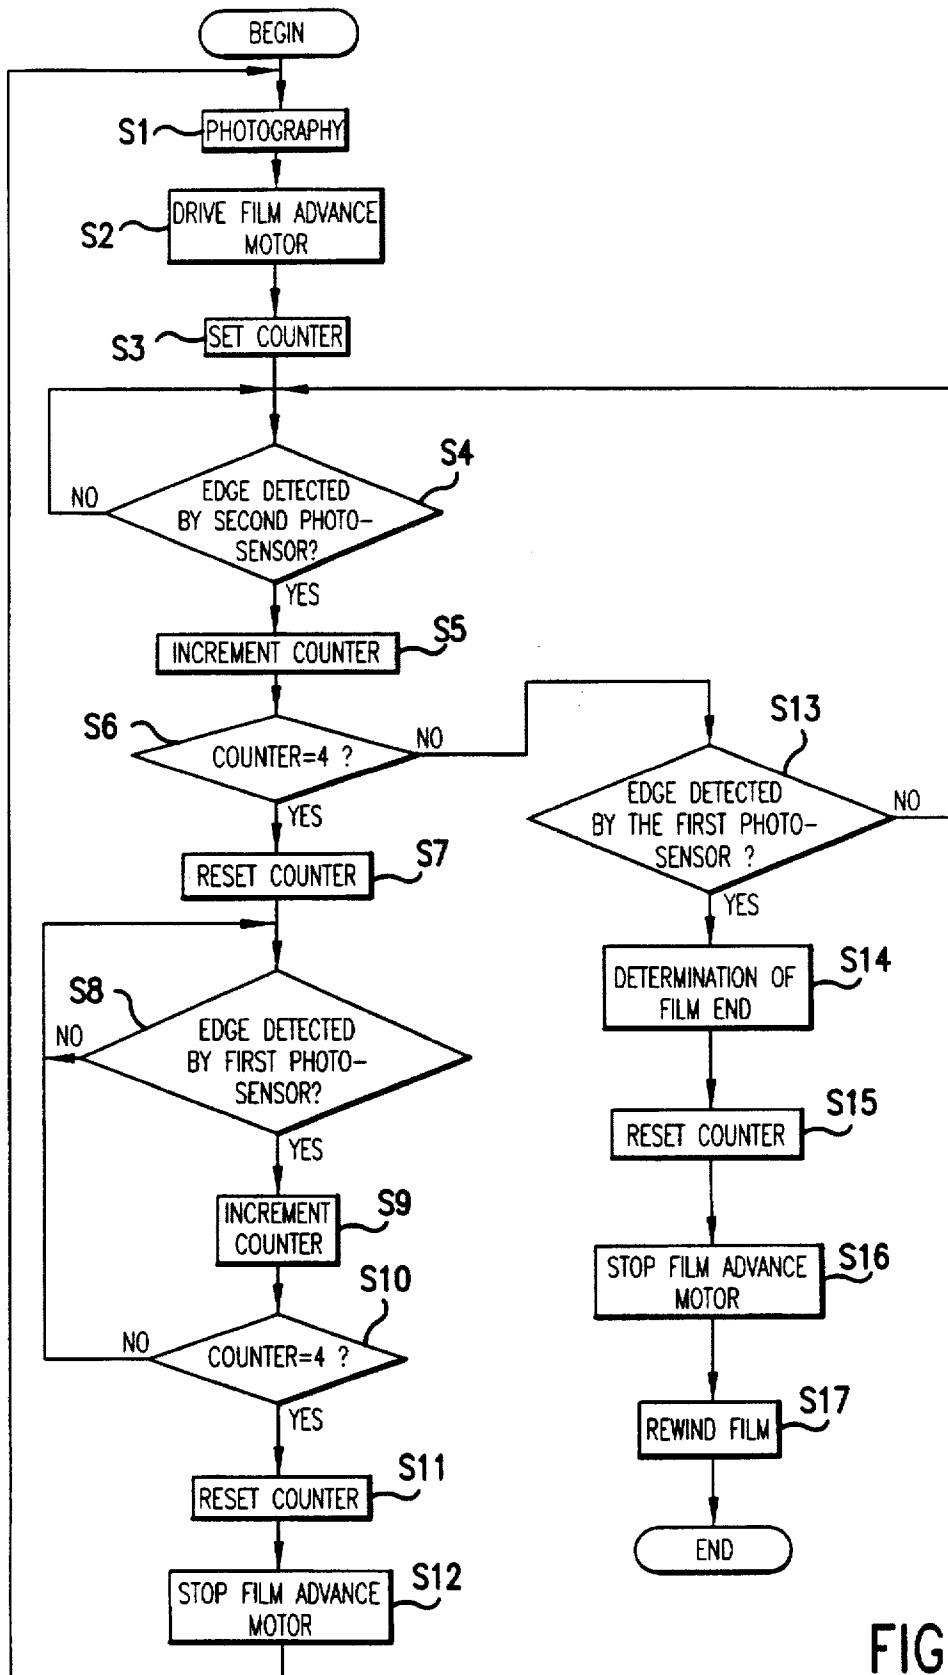 BEGIN
S1
PHOTOGRAPHY
S2
DRIVE FILM ADVANCE
MOTOR
S3
SET COUNTER
S4
NO
EDGE DETECTED
BY SECOND PHOTO-
SENSOR?
YES
S5
INCREMENT COUNTER
S6
COUNTER=4 ?
NO
YES
S7
RESET COUNTER
S8
NO
EDGE DETECTED
BY FIRST PHOTO-
SENSOR?
YES
S9
INCREMENT
COUNTER
S10
NO
COUNTER=4 ?
YES
S11
RESET COUNTER
S12
STOP FILM ADVANCE
MOTOR
S13
EDGE DETECTED
BY THE FIRST PHOTO-
SENSOR ?
NO
YES
S14
DETERMINATION OF
FILM END
S15
RESET COUNTER
S16
STOP FILM ADVANCE
MOTOR
S17
REWIND FILM
END
FIG